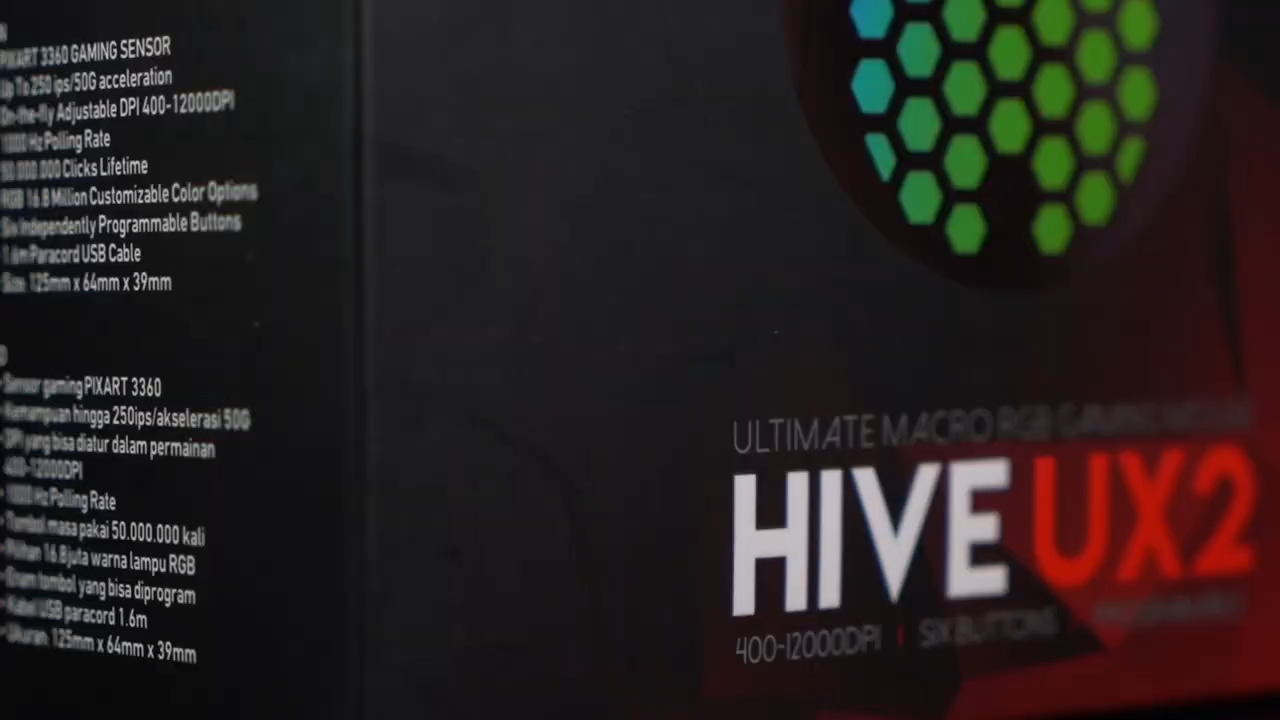 N
PIXART 3360 GAMING SENSOR
Up To 250 ips/50G acceleration
On-the-fly Adjustable DPI 400-12000DPI
1000 Hz Polling Rate
50.000.000 Clicks Lifetime
RGB 16.8 Million Customizable Color Options
Six Independently Programmable Buttons
1.6m Paracord USB Cable
Size: 125mm x 64mm x 39mm
D
- Sensor gaming PIXART 3360
- Kemampuan hingga 250ips/akselerasi 50G
- DPI yang bisa diatur dalam permainan
400-12000DPI
- 1000 Hz Polling Rate
- Tombol masa pakai 50.000.000 kali
- Pilihan 16.8 juta warna lampu RGB
- Enam tombol yang bisa diprogram
- Kabel USB paracord 1.6m
- Ukuran: 125mm x 64mm x 39mm
ULTIMATE MACRO RGB GAMING MOUSE
HIVE UX2
400-12000DPI | SIX BUTTONS